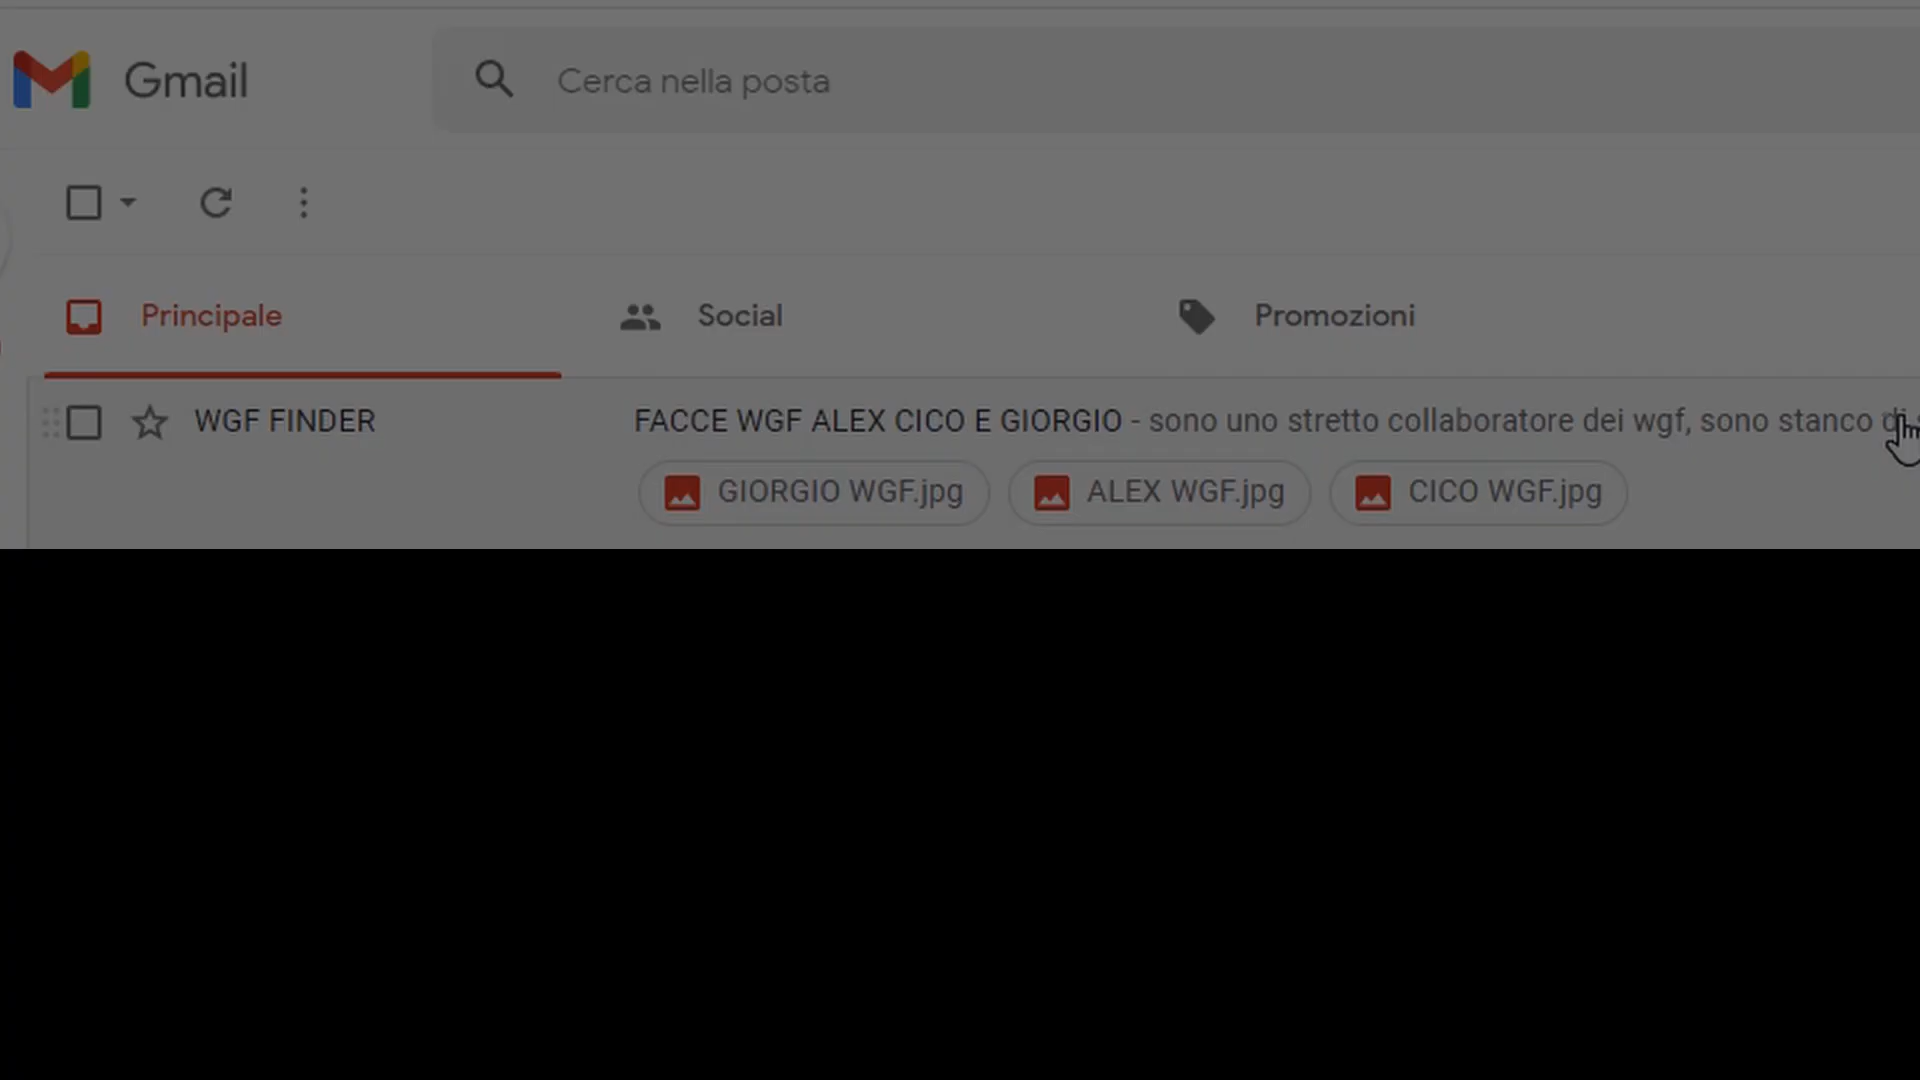 Gmail
Cerca nella posta
Principale
Social
Promozioni
WGF FINDER
FACCE WGF ALEX CICO E GIORGIO - sono uno stretto collaboratore dei wgf, sono stanco
GIORGIO WGF.jpg
ALEX WGF.jpg
CICO WGF.jpg